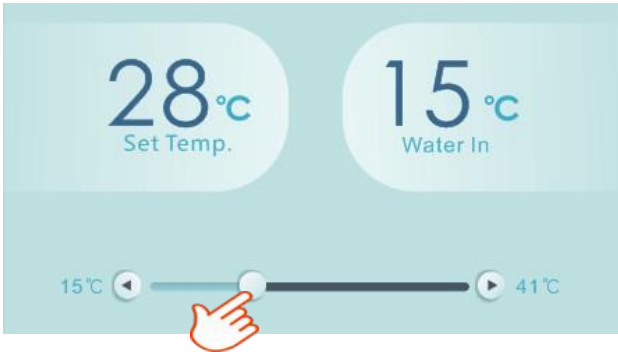 28 ℃
Set Temp.
15 ℃
Water In
15℃
41℃